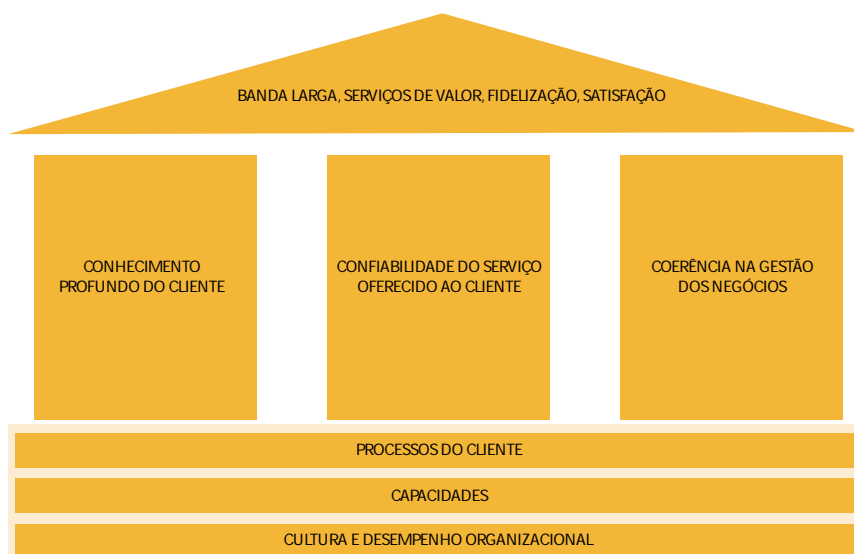 BANDA LARGA, SERVIÇOS DE VALOR, FIDELIZAÇÃO, SATISFAÇÃO
CONHECIMENTO
PROFUNDO DO CLIENTE
CONFIABILIDADE DO SERVIÇO
OFERECIDO AO CLIENTE
COERÊNCIA NA GESTÃO
DOS NEGÓCIOS
PROCESSOS DO CLIENTE
CAPACIDADES
CULTURA E DESEMPENHO ORGANIZACIONAL